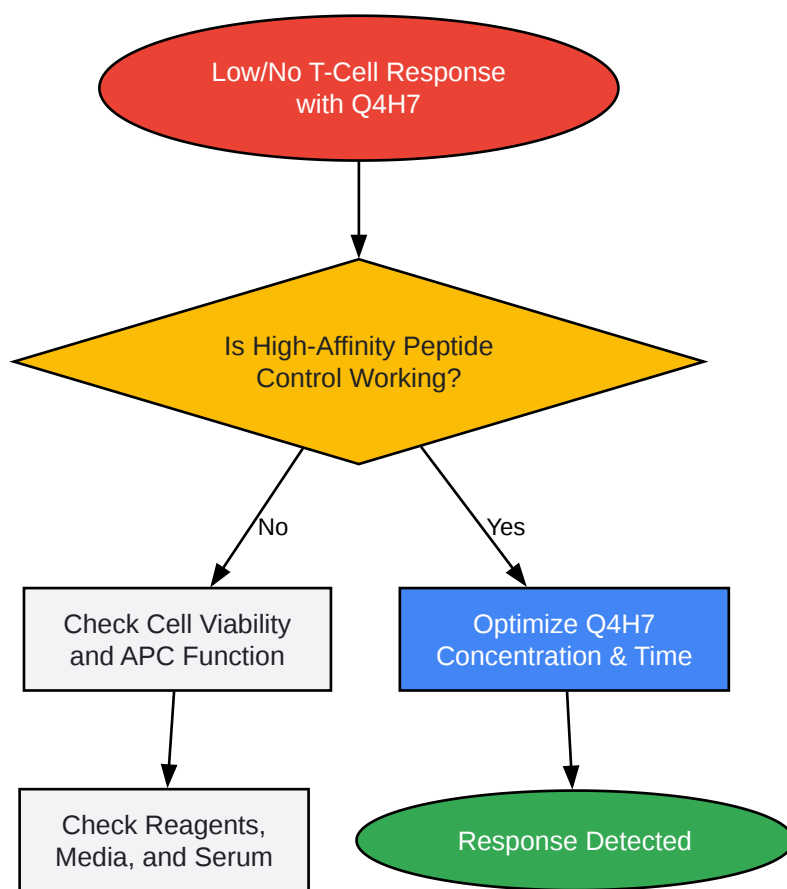 Low/No T-Cell Response
with Q4H7
Is High-Affinity Peptide
Control Working?
No
Yes
Check Cell Viability
and APC Function
Optimize Q4H7
Concentration & Time
Check Reagents,
Media, and Serum
Response Detected